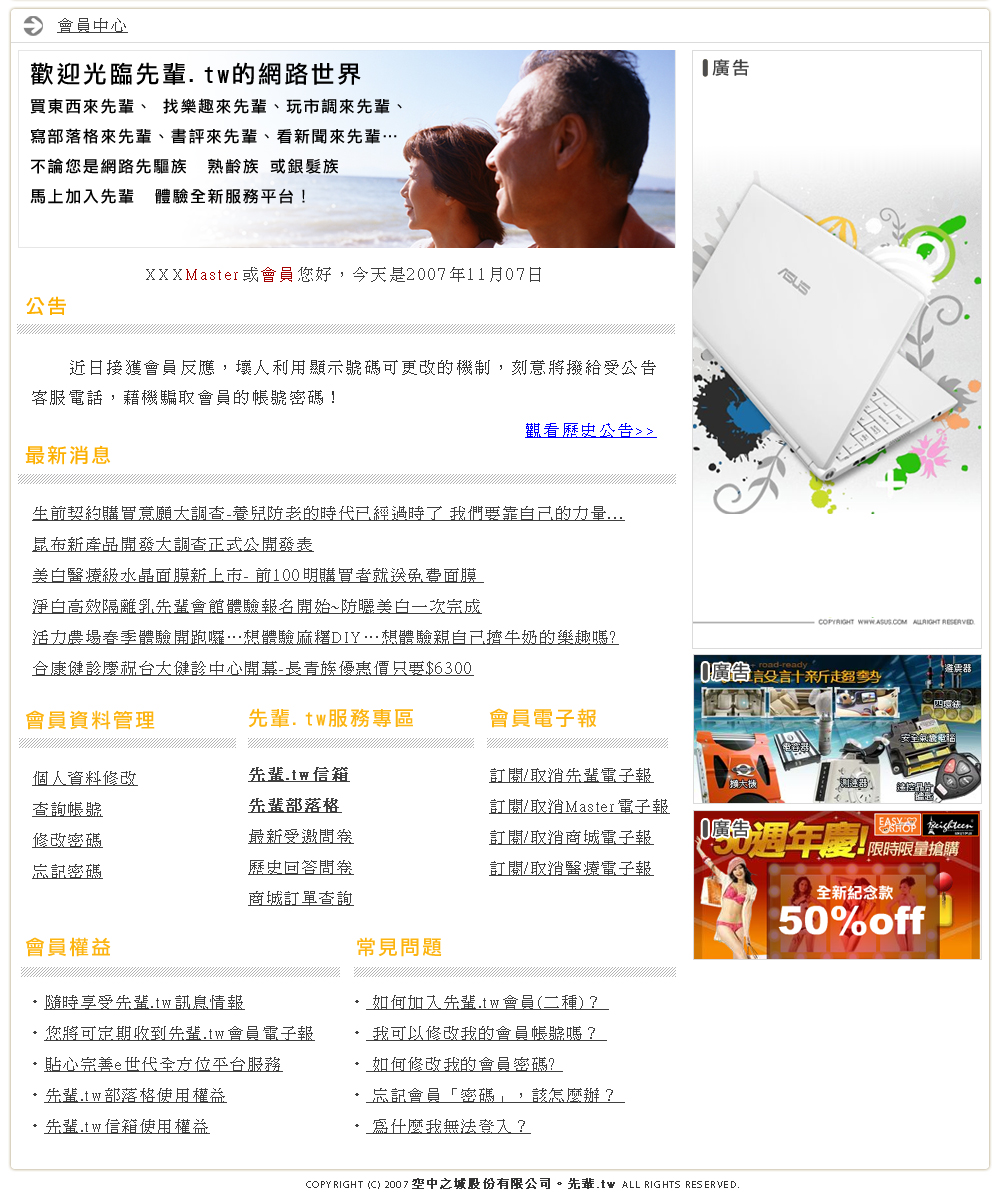 會員中心
歡迎光臨先輩.tw的網路世界
買東西來先輩、 找樂趣來先輩、玩市調來先輩、
寫部落格來先輩、書評來先輩、看新聞來先輩…
不論您是網路先驅族 熟齡族 或銀髮族
馬上加入先輩 體驗全新服務平台！
XXXMaster或會員您好，今天是2007年11月07日
公告
近日接獲會員反應，壞人利用顯示號碼可更改的機制，刻意將撥給受公告
客服電話，藉機騙取會員的帳號密碼！
觀看歷史公告>>
最新消息
生前契約購買意願大調查-養兒防老的時代已經過時了 我們要靠自己的力量...
昆布新產品開發大調查正式公開發表
美白醫療級水晶面膜新上市- 前100明購買者就送免費面膜
淨白高效隔離乳先輩會館體驗報名開始~防曬美白一次完成
活力農場春季體驗開跑囉…想體驗麻糬DIY…想體驗親自己擠牛奶的樂趣嗎?
合康健診慶祝台大健診中心開幕-長青族優惠價只要$6300
會員資料管理
個人資料修改
查詢帳號
修改密碼
忘記密碼
先輩.tw服務專區
先輩.tw信箱
先輩部落格
最新受邀問卷
歷史回答問卷
商城訂單查詢
會員電子報
訂閱/取消先輩電子報
訂閱/取消Master電子報
訂閱/取消商城電子報
訂閱/取消醫療電子報
會員權益
・隨時享受先輩.tw訊息情報
・您將可定期收到先輩.tw會員電子報
・貼心完善e世代全方位平台服務
・先輩.tw部落格使用權益
・先輩.tw信箱使用權益
常見問題
・ 如何加入先輩.tw會員(二種)？
・ 我可以修改我的會員帳號嗎？
・ 如何修改我的會員密碼?
・ 忘記會員「密碼」，該怎麼辦？
・ 為什麼我無法登入？
廣告
ASUS
COPYRIGHT WWW.ASUS.COM ALLRIGHT RESERVED.
廣告
road-ready
避震器
四環錶
安全氣囊電腦
電容器
測速器
擴大機
遙控晶片
廣告
50週年慶!
EASY SHOP
限時限量搶購
全新紀念款
50%off
COPYRIGHT (C) 2007 空中之城股份有限公司。先輩.tw ALL RIGHTS RESERVED.